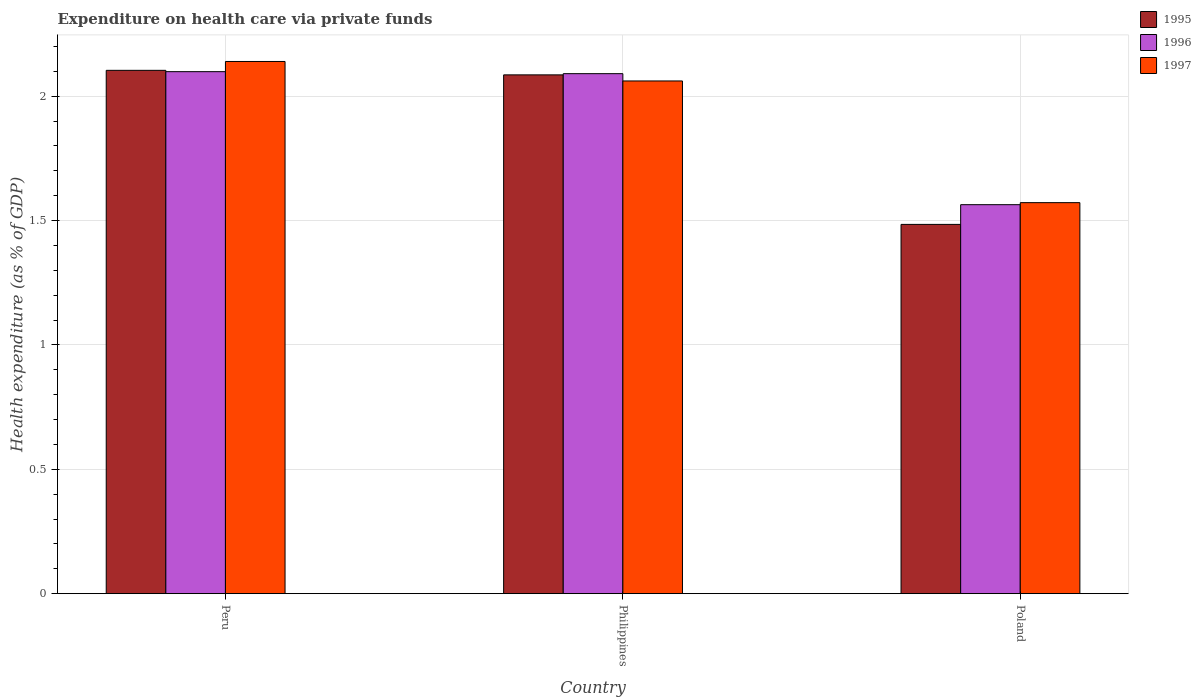 Expenditure on health care via private funds
1995
1996
1997
Health expenditure (as % of GDP)
2
1.5
1
0.5
0
Peru
Philippines
Poland
Country